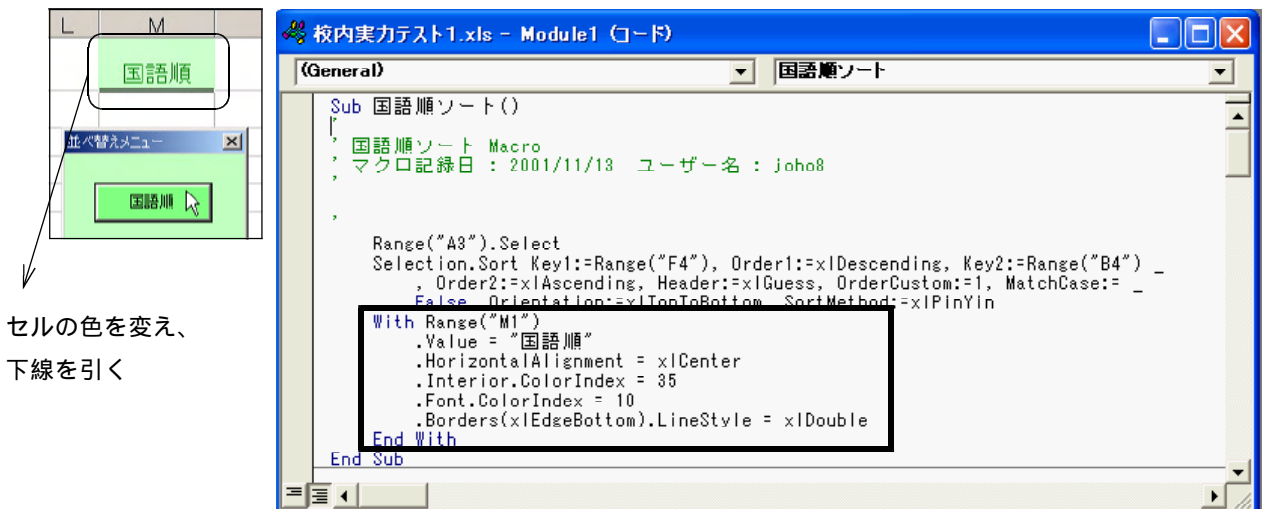 L M
国語順
並べ替えメニュー
国語順
セルの色を変え、
下線を引く
校内実力テスト1.xls - Module1 (コード)
(General) 国語順ソート
Sub 国語順ソート()
'
' 国語順ソート Macro
' マクロ記録日 : 2001/11/13 ユーザー名 : joho8
'
'
Range("A3").Select
Selection.Sort Key1:=Range("F4"), Order1:=xlDescending, Key2:=Range("B4") _
, Order2:=xlAscending, Header:=xlGuess, OrderCustom:=1, MatchCase:= _
False, Orientation:=xlTopToBottom, SortMethod:=xlPinYin
With Range("M1")
.Value = "国語順"
.HorizontalAlignment = xlCenter
.Interior.ColorIndex = 35
.Font.ColorIndex = 10
.Borders(xlEdgeBottom).LineStyle = xlDouble
End With
End Sub